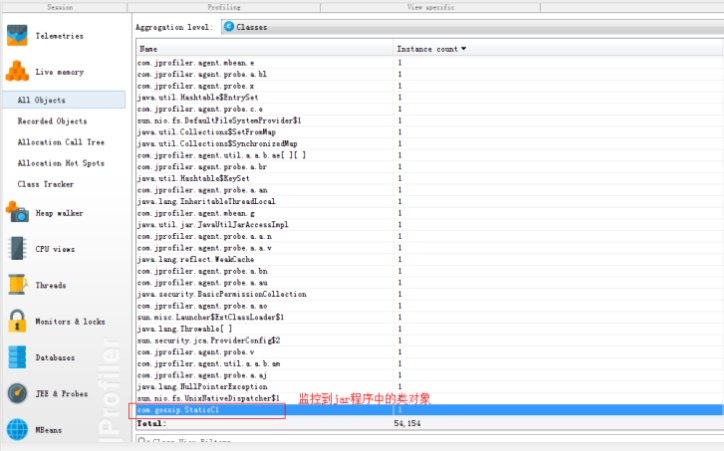 Session Profiling View specific
Telemetries
Live memory
All Objects
Recorded Objects
Allocation Call Tree
Allocation Hot Spots
Class Tracker
Heap walker
CPU views
Threads
Monitors & locks
Databases
JEE & Probes
MBeans
JProfiler
Aggregation level: Classes
Name Instance count
com.jprofiler.agent.mbean.e 1
com.jprofiler.agent.probe.a.bl 1
com.jprofiler.agent.probe.x 1
java.util.Hashtable$EntrySet 1
com.jprofiler.agent.probe.c.e 1
sun.nio.fs.DefaultFileSystemProvider$1 1
java.util.Collections$SetFromMap 1
java.util.Collections$SynchronizedMap 1
com.jprofiler.agent.util.a.a.b.ae[ ][ ] 1
com.jprofiler.agent.probe.a.br 1
java.util.Hashtable$KeySet 1
com.jprofiler.agent.probe.a.an 1
java.lang.InheritableThreadLocal 1
com.jprofiler.agent.mbean.g 1
java.util.jar.JavaUtilJarAccessImpl 1
com.jprofiler.agent.probe.a.a.n 1
com.jprofiler.agent.probe.a.a.v 1
java.lang.reflect.WeakCache 1
com.jprofiler.agent.probe.a.bn 1
com.jprofiler.agent.probe.a.au 1
java.security.BasicPermissionCollection 1
com.jprofiler.agent.probe.a.ao 1
sun.misc.Launcher$ExtClassLoader$1 1
java.lang.Throwable[ ] 1
sun.security.jca.ProviderConfig$2 1
com.jprofiler.agent.probe.v 1
com.jprofiler.agent.util.a.a.b.am 1
com.jprofiler.agent.probe.a.aj 1
java.lang.NullPointerException 1
sun.nio.fs.UnixNativeDispatcher$1 1
监控到jar程序中的类对象
com.gossip.StaticC1 1
Total: 54,154
Class View Filters